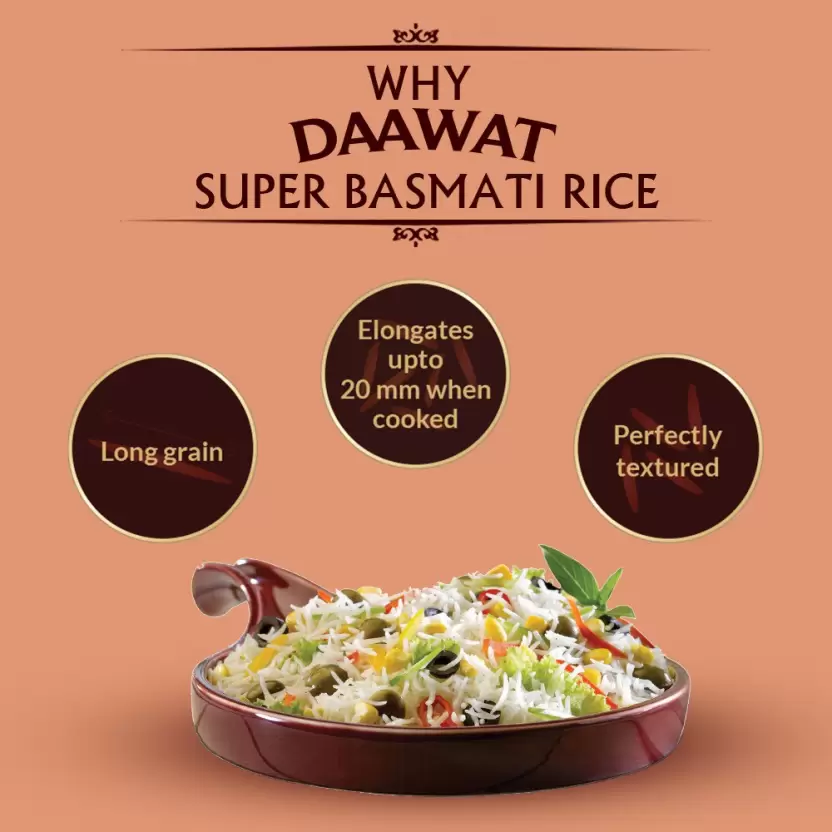 WHY
DAAWAT
SUPER BASMATI RICE
Elongates
upto
20 mm when
cooked
Long grain
Perfectly
textured